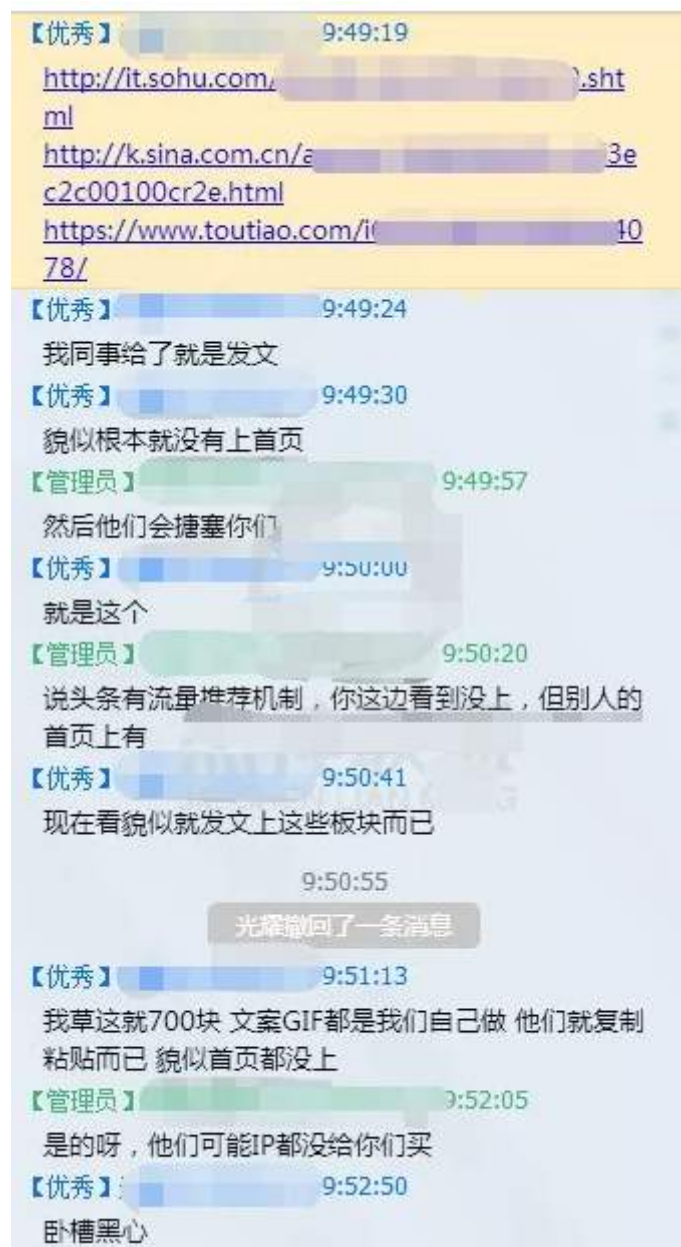 【优秀】 9:49:19
http://it.sohu.com/ .sht
ml
http://k.sina.com.cn/a 3e
c2c00100cr2e.html
https://www.toutiao.com/i 40
78/
【优秀】 9:49:24
我同事给了就是发文
【优秀】 9:49:30
貌似根本就没有上首页
【管理员】 9:49:57
然后他们会搪塞你们
【优秀】 9:50:00
就是这个
【管理员】 9:50:20
说头条有流量推荐机制，你这边看到没上，但别人的
首页上有
【优秀】 9:50:41
现在看貌似就发文上这些板块而已
9:50:55
光耀撤回了一条消息
【优秀】 9:51:13
我草这就700块 文案GIF都是我们自己做 他们就复制
粘贴而已 貌似首页都没上
【管理员】 9:52:05
是的呀，他们可能IP都没给你们买
【优秀】 9:52:50
卧槽黑心